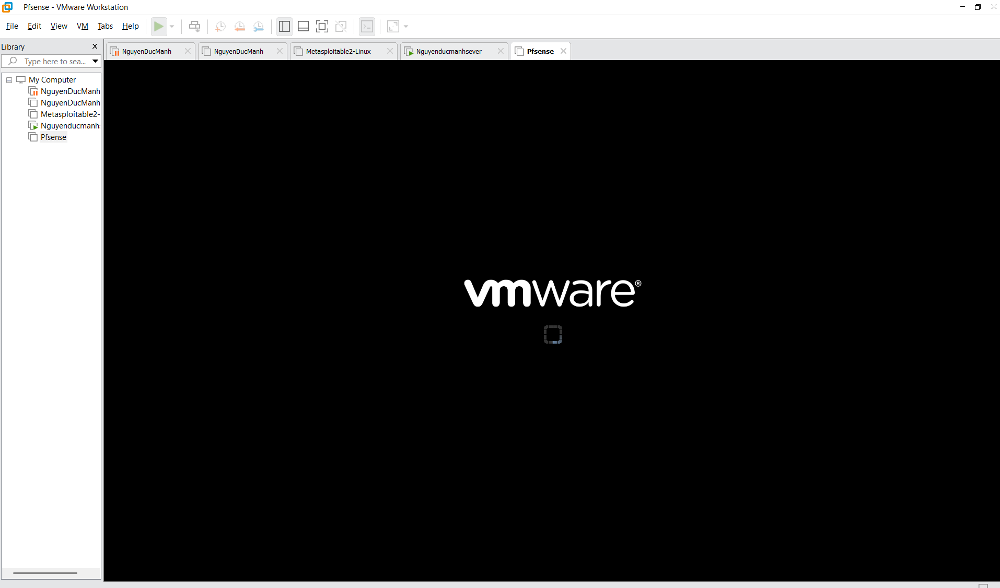 Pfsense - VMware Workstation
File Edit View VM Tabs Help
Library
Type here to sea...
NguyenDucManh NguyenDucManh Metasploitable2-Linux Nguyenducmanhsever Pfsense
My Computer
NguyenDucManh
NguyenDucManh
Metasploitable2-
Nguyenducmanhs
Pfsense
vmware®